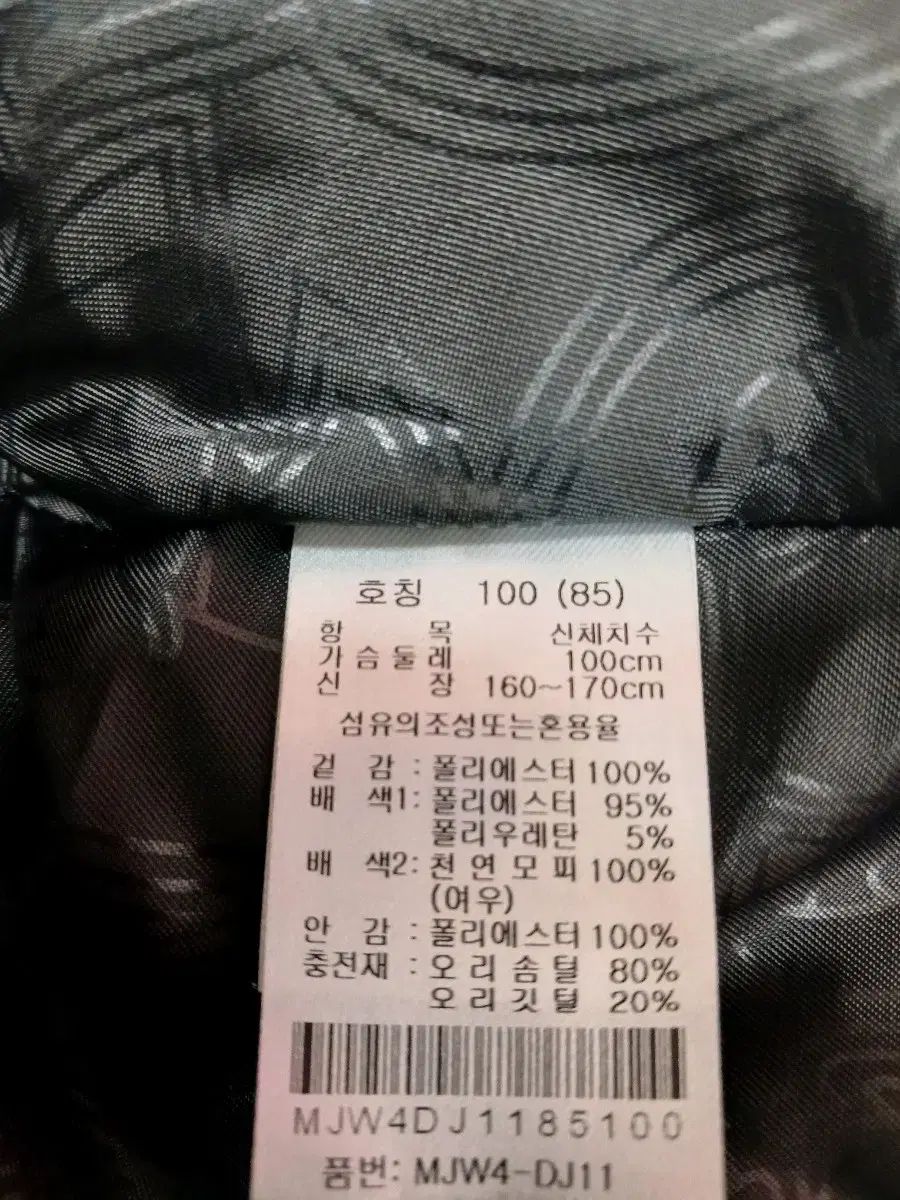 호칭 100 (85)
항 목 신체치수
가슴둘레 100cm
신 장 160~170cm
섬유의조성또는혼용율
겉 감 : 폴리에스터 100%
배 색1: 폴리에스터 95%
폴리우레탄 5%
배 색2: 천연모피 100%
(여우)
안 감 : 폴리에스터 100%
충전재 : 오리솜털 80%
오리깃털 20%
MJW4DJ1185100
품번: MJW4-DJ11